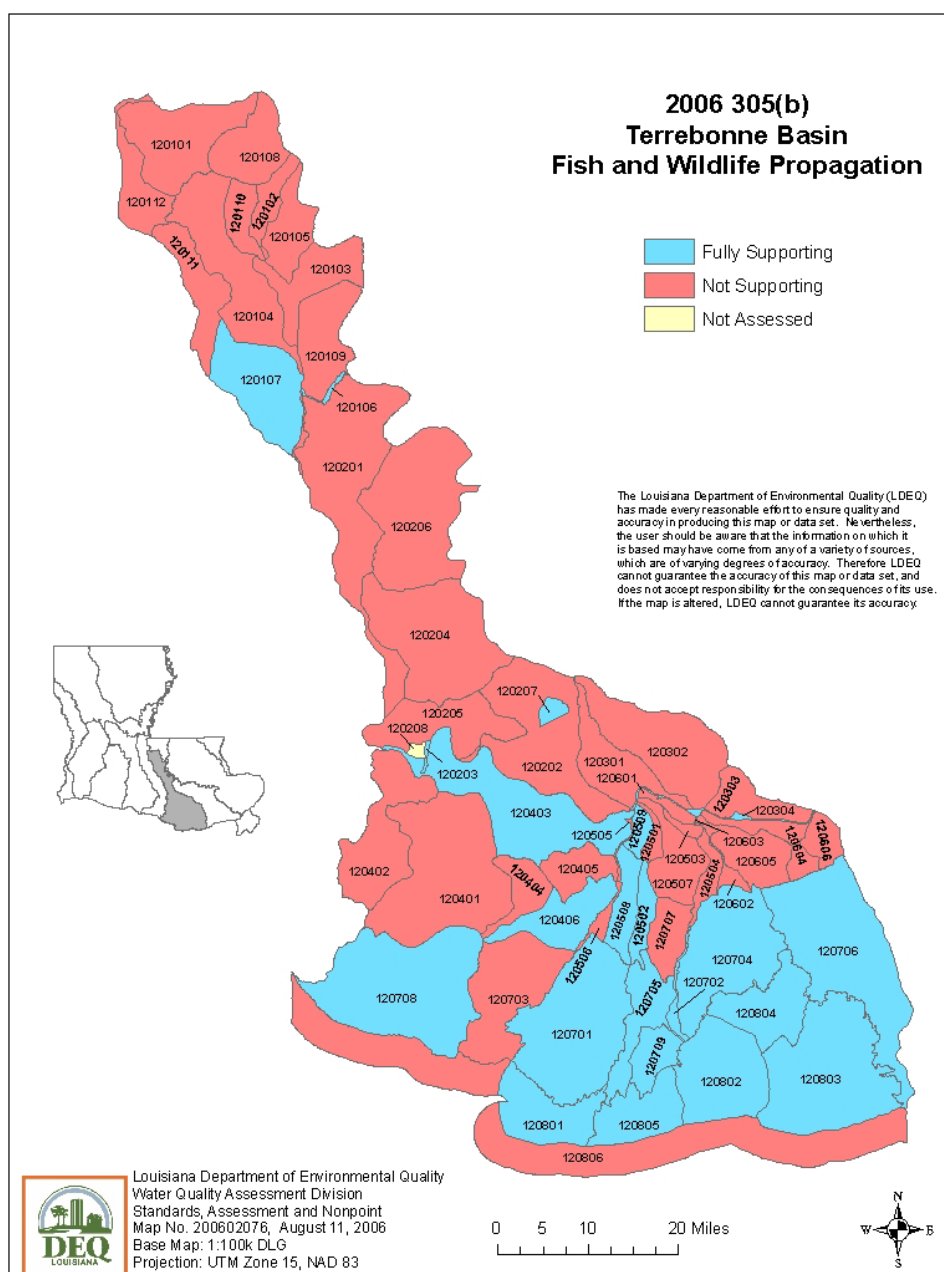 2006 305(b)
Terrebonne Basin
Fish and Wildlife Propagation
Fully Supporting
Not Supporting
Not Assessed
120101
120108
120112
120110
120102
120111
120105
120103
120104
120109
120107
120106
120201
120206
The Louisiana Department of Environmental Quality (LDEQ)
has made every reasonable effort to ensure quality and
accuracy in producing this map or data set. Nevertheless,
the user should be aware that the information on which it
is based may have come from any of a variety of sources,
which are of varying degrees of accuracy. Therefore LDEQ
cannot guarantee the accuracy of this map or data set, and
does not accept responsibility for the consequences of its use.
If the map is altered, LDEQ cannot guarantee its accuracy.
120204
120207
120205
120208
120203
120202
120301
120302
120601
120303
120304
120403
120505
120509
120501
120603
120503
120605
120604
120606
120402
120401
120404
120405
120507
120504
120602
120406
120508
120502
120707
120506
120704
120706
120708
120703
120705
120702
120701
120804
120709
120802
120803
120801
120805
120806
DEQ
LOUISIANA
Louisiana Department of Environmental Quality
Water Quality Assessment Division
Standards, Assessment and Nonpoint
Map No. 200602076, August 11, 2006
Base Map: 1:100k DLG
Projection: UTM Zone 15, NAD 83
0 5 10 20 Miles
N
W E
S